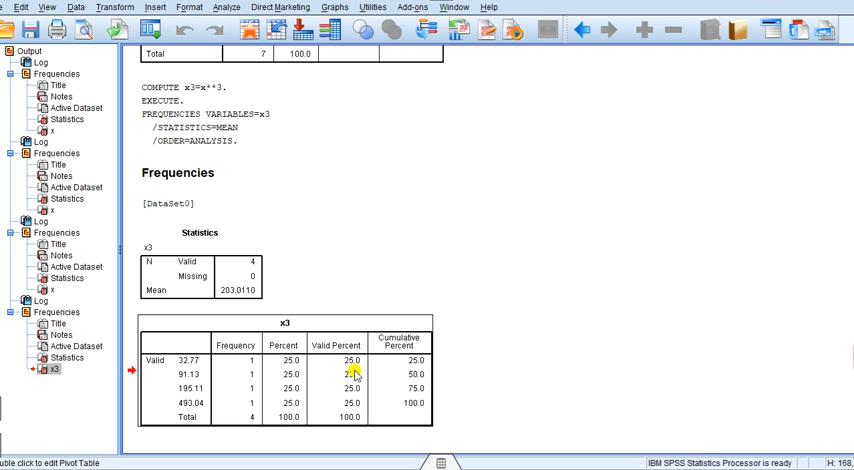 Edit View Data Transform Insert Format Analyze Direct Marketing Graphs Utilities Add-ons Window Help
Output
Log
Frequencies
Title
Notes
Active Dataset
Statistics
x
Log
Frequencies
Title
Notes
Active Dataset
Statistics
x
Log
Frequencies
Title
Notes
Active Dataset
Statistics
x
Log
Frequencies
Title
Notes
Active Dataset
Statistics
x3
Total 7 100.0
COMPUTE x3=x**3.
EXECUTE.
FREQUENCIES VARIABLES=x3
/STATISTICS=MEAN
/ORDER=ANALYSIS.
Frequencies
[DataSet0]
Statistics
x3
N Valid 4
Missing 0
Mean 203.0110
x3
Frequency Percent Valid Percent Cumulative Percent
Valid 32.77 1 25.0 25.0 25.0
91.13 1 25.0 50.0
195.11 1 25.0 25.0 75.0
493.04 1 25.0 25.0 100.0
Total 4 100.0 100.0
uble click to edit Pivot Table IBM SPSS Statistics Processor is ready H: 168,